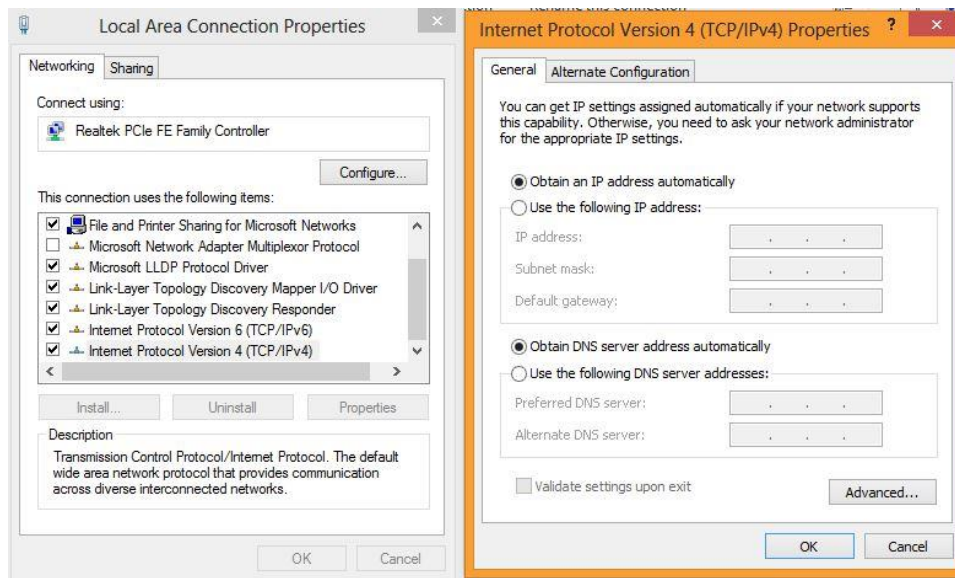 Local Area Connection Properties
Networking
Sharing
Connect using:
Realtek PCIe FE Family Controller
Configure...
This connection uses the following items:
File and Printer Sharing for Microsoft Networks
Microsoft Network Adapter Multiplexor Protocol
Microsoft LLDP Protocol Driver
Link-Layer Topology Discovery Mapper I/O Driver
Link-Layer Topology Discovery Responder
Internet Protocol Version 6 (TCP/IPv6)
Internet Protocol Version 4 (TCP/IPv4)
Install...
Uninstall
Properties
Description
Transmission Control Protocol/Internet Protocol. The default
wide area network protocol that provides communication
across diverse interconnected networks.
OK
Cancel
Internet Protocol Version 4 (TCP/IPv4) Properties
General
Alternate Configuration
You can get IP settings assigned automatically if your network supports
this capability. Otherwise, you need to ask your network administrator
for the appropriate IP settings.
Obtain an IP address automatically
Use the following IP address:
IP address:
Subnet mask:
Default gateway:
Obtain DNS server address automatically
Use the following DNS server addresses:
Preferred DNS server:
Alternate DNS server:
Validate settings upon exit
Advanced...
OK
Cancel